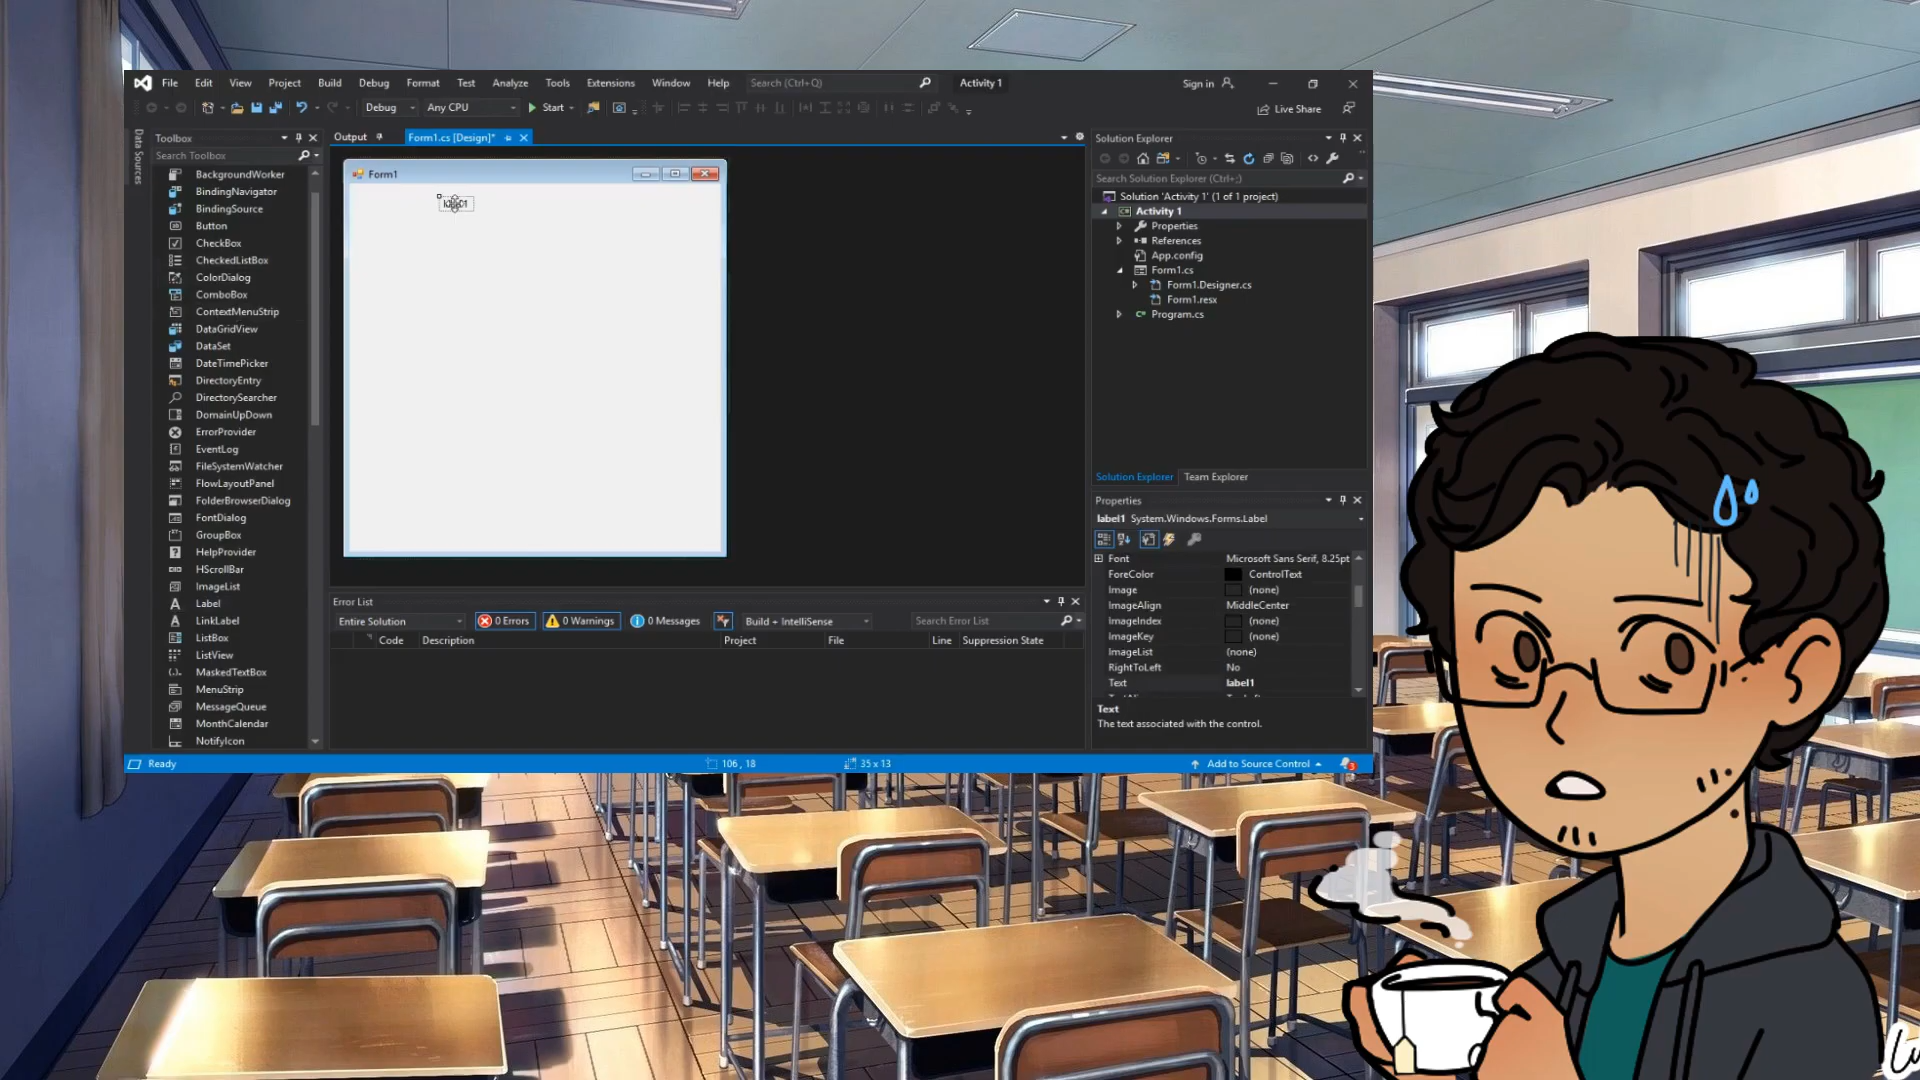 File Edit View Project Build Debug Format Test Analyze Tools Extensions Window Help Search (Ctrl+Q) Activity 1 Sign in
Debug Any CPU Start Live Share
Data Sources
Toolbox
Search Toolbox
BackgroundWorker
BindingNavigator
BindingSource
Button
CheckBox
CheckedListBox
ColorDialog
ComboBox
ContextMenuStrip
DataGridView
DataSet
DateTimePicker
DirectoryEntry
DirectorySearcher
DomainUpDown
ErrorProvider
EventLog
FileSystemWatcher
FlowLayoutPanel
FolderBrowserDialog
FontDialog
GroupBox
HelpProvider
HScrollBar
ImageList
Label
LinkLabel
ListBox
ListView
MaskedTextBox
MenuStrip
MessageQueue
MonthCalendar
NotifyIcon
Output Form1.cs [Design]*
Form1
Error List
Entire Solution 0 Errors 0 Warnings 0 Messages Build + IntelliSense Search Error List
Code Description Project File Line Suppression State
Solution Explorer
Search Solution Explorer (Ctrl+;)
Solution 'Activity 1' (1 of 1 project)
Activity 1
Properties
References
App.config
Form1.cs
Form1.Designer.cs
Form1.resx
Program.cs
Solution Explorer Team Explorer
Properties
label1 System.Windows.Forms.Label
Font Microsoft Sans Serif, 8.25pt
ForeColor ControlText
Image (none)
ImageAlign MiddleCenter
ImageIndex (none)
ImageKey (none)
ImageList (none)
RightToLeft No
Text label1
Text
The text associated with the control.
Ready 106 , 18 35 x 13 Add to Source Control 3